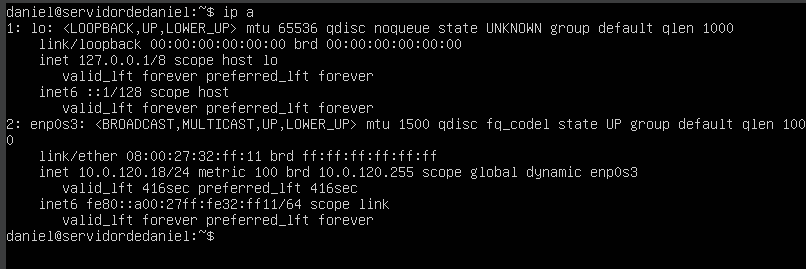 daniel@servidordedaniel:~$ ip a
1: lo: <LOOPBACK,UP,LOWER_UP> mtu 65536 qdisc noqueue state UNKNOWN group default qlen 1000
    link/loopback 00:00:00:00:00:00 brd 00:00:00:00:00:00
    inet 127.0.0.1/8 scope host lo
       valid_lft forever preferred_lft forever
    inet6 ::1/128 scope host
       valid_lft forever preferred_lft forever
2: enp0s3: <BROADCAST,MULTICAST,UP,LOWER_UP> mtu 1500 qdisc fq_codel state UP group default qlen 100
0
    link/ether 08:00:27:32:ff:11 brd ff:ff:ff:ff:ff:ff
    inet 10.0.120.18/24 metric 100 brd 10.0.120.255 scope global dynamic enp0s3
       valid_lft 416sec preferred_lft 416sec
    inet6 fe80::a00:27ff:fe32:ff11/64 scope link
       valid_lft forever preferred_lft forever
daniel@servidordedaniel:~$